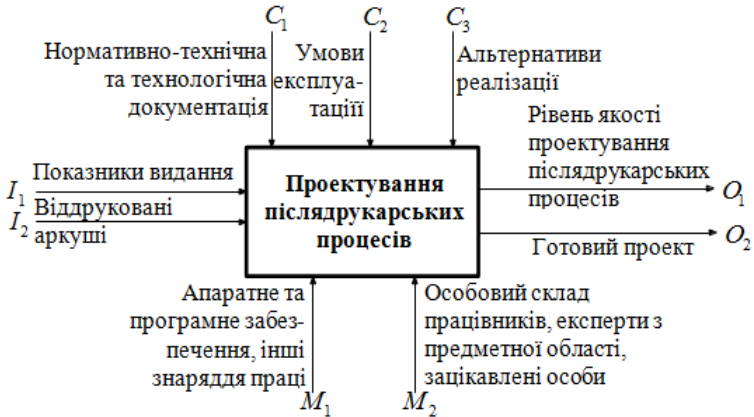 C1
C2
C3
Нормативно-технічна
та технологічна
документація
Умови
експлуа-
таціїї
Альтернативи
реалізації
I1
Показники видання
I2
Віддруковані
аркуші
Проектування
післядрукарських
процесів
Рівень якості
проектування
післядрукарських
процесів
O1
Готовий проект
O2
Апаратне та
програмне забез-
печення, інші
знаряддя праці
M1
Особовий склад
працівників, експерти з
предметної області,
зацікавлені особи
M2